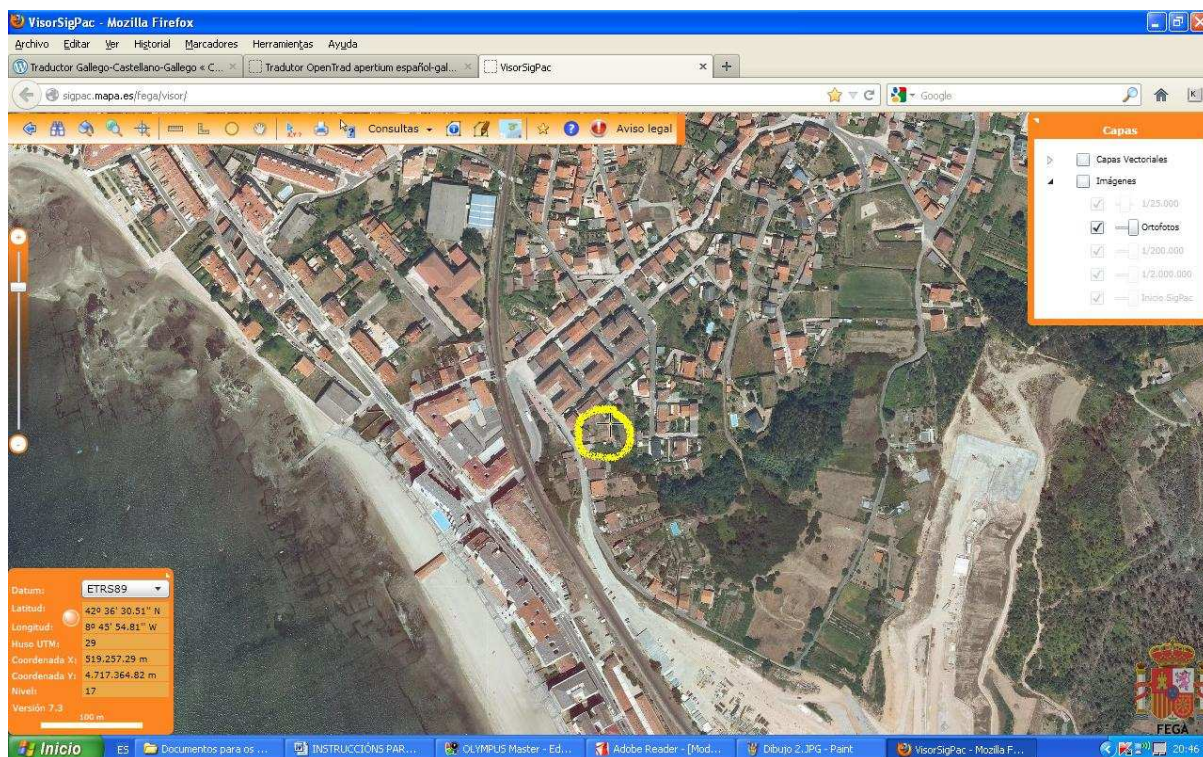 VisorSigPac - Mozilla Firefox
Archivo Editar Ver Historial Marcadores Herramientas Ayuda
Traductor Gallego-Castellano-Gallego « C...
Tradutor OpenTrad apertium español-gal...
VisorSigPac
sigpac.mapa.es/fega/visor/
Google
Consultas
Aviso legal
Capas
Capas Vectoriales
Imágenes
1/25.000
Ortofotos
1/200.000
1/2.000.000
Inicio SigPac
Datum: ETRS89
Latitud: 42º 36' 30.51'' N
Longitud: 8º 45' 54.81'' W
Huso UTM: 29
Coordenada X: 519.257.29 m
Coordenada Y: 4.717.364.82 m
Nivel: 17
Versión 7.3
100 m
FEGA
Inicio
ES
Documentos para os ...
INSTRUCCIÓNS PAR...
OLYMPUS Master - Ed...
Adobe Reader - [Mod...
Dibujo 2.JPG - Paint
VisorSigPac - Mozilla F...
20:46